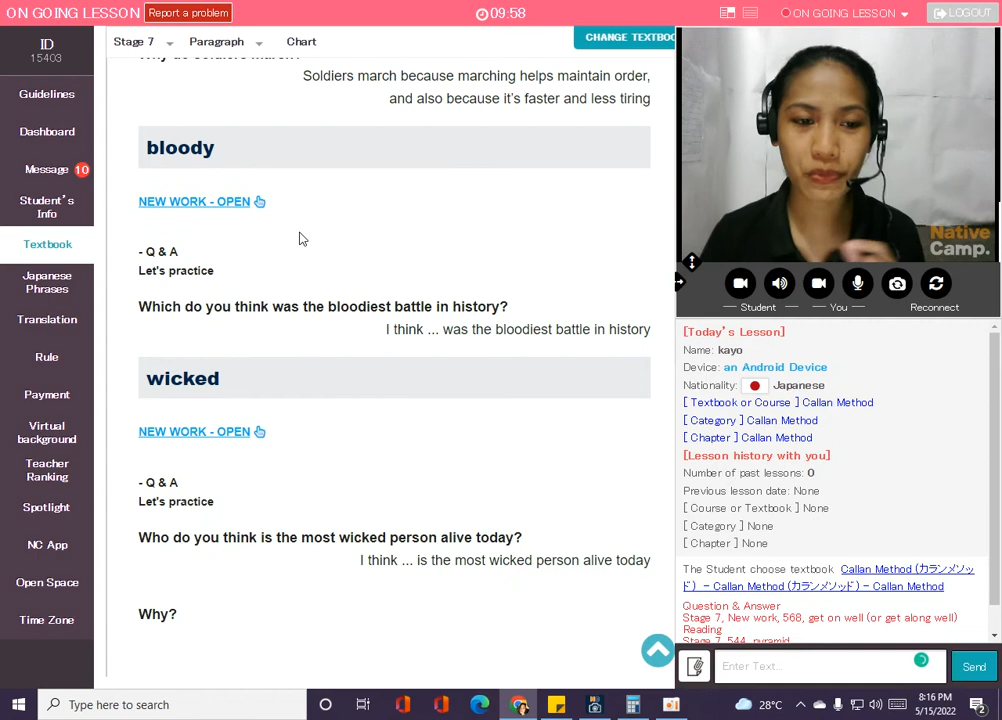 ON GOING LESSON Report a problem 09:58 ON GOING LESSON LOGOUT
ID
15403
Guidelines
Dashboard
Message 10
Student's
Info
Textbook
Japanese
Phrases
Translation
Rule
Payment
Virtual
background
Teacher
Ranking
Spotlight
NC App
Open Space
Time Zone
Stage 7 Paragraph Chart CHANGE TEXTBOO
Soldiers march because marching helps maintain order,
and also because it's faster and less tiring
bloody
NEW WORK - OPEN
- Q & A
Let's practice
Which do you think was the bloodiest battle in history?
I think ... was the bloodiest battle in history
wicked
NEW WORK - OPEN
- Q & A
Let's practice
Who do you think is the most wicked person alive today?
I think ... is the most wicked person alive today
Why?
Native
Camp.
Student You Reconnect
[Today's Lesson]
Name: kayo
Device: an Android Device
Nationality: Japanese
[ Textbook or Course ] Callan Method
[ Category ] Callan Method
[ Chapter ] Callan Method
[Lesson history with you]
Number of past lessons: 0
Previous lesson date: None
[ Course or Textbook ] None
[ Category ] None
[ Chapter ] None
The Student choose textbook Callan Method (カランメソッ
ド) - Callan Method (カランメソッド) - Callan Method
Question & Answer
Stage 7, New work, 568, get on well (or get along well)
Reading
Stage 7, 544, pyramid
Enter Text... Send
Type here to search
28°C
8:16 PM
5/15/2022
2